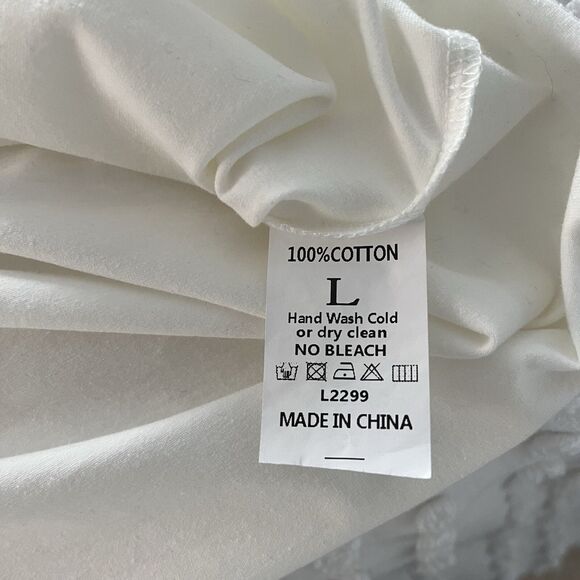 100%COTTON
L
Hand Wash Cold
or dry clean
NO BLEACH
L2299
MADE IN CHINA